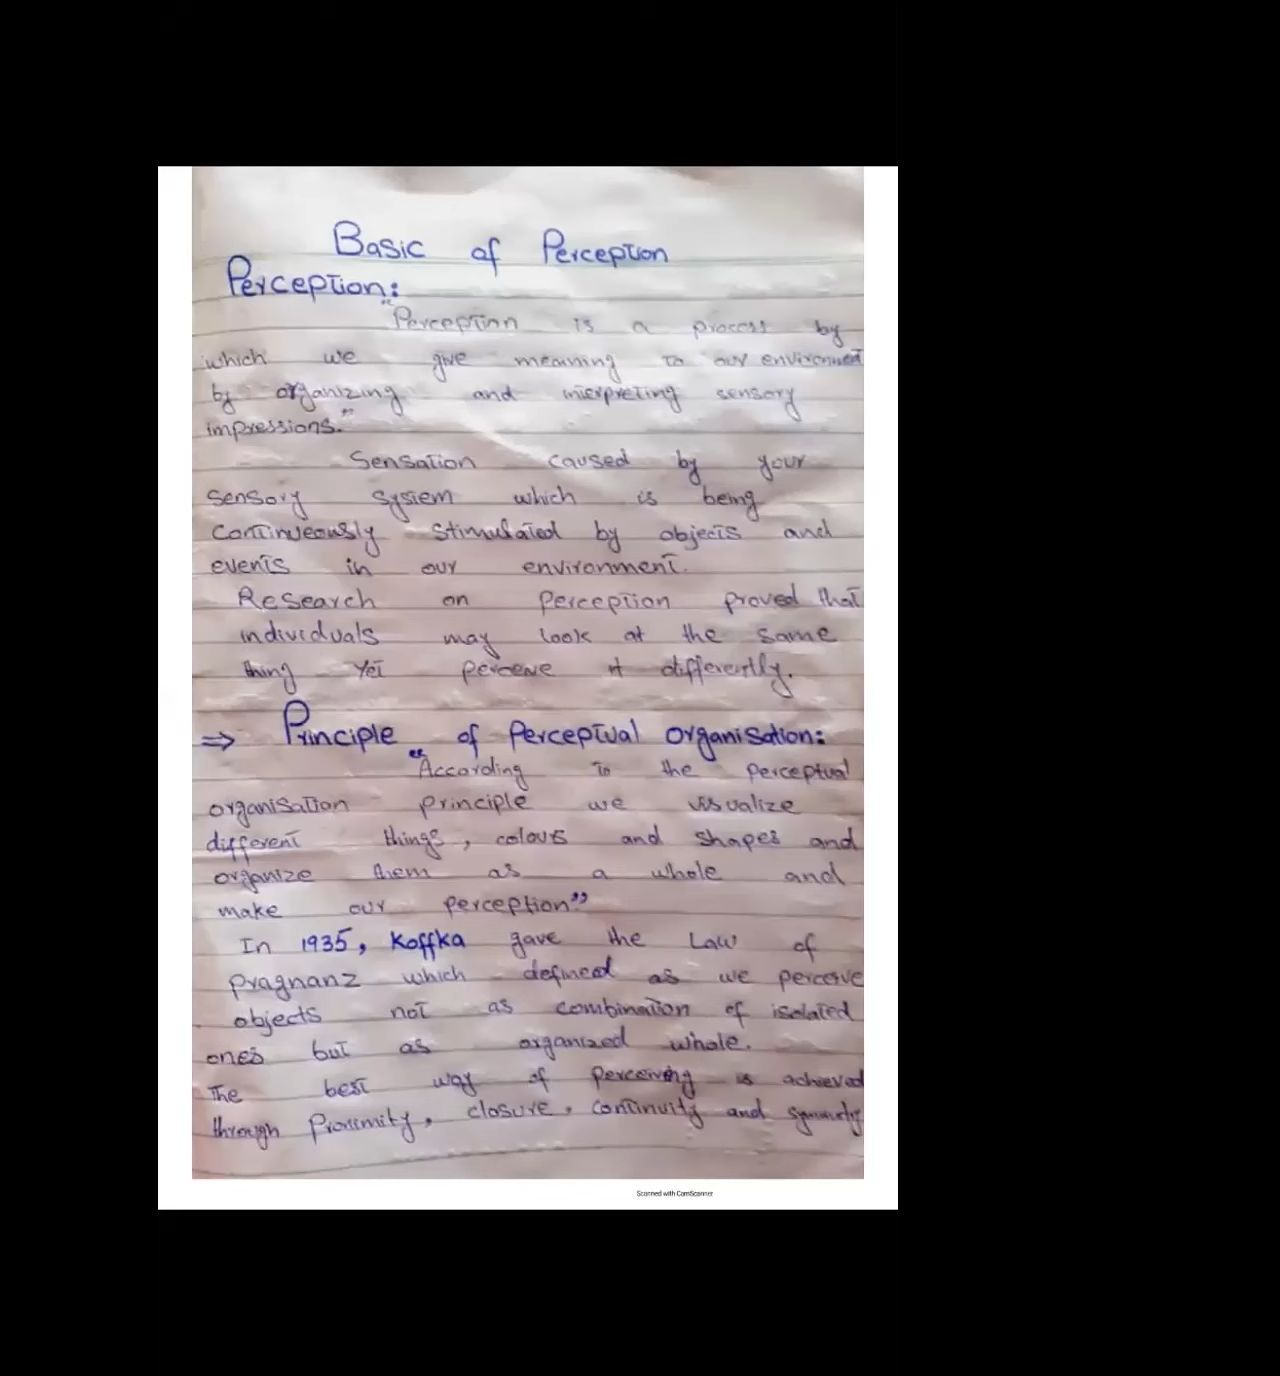 Basic of Perception
Perception:
"Perception is a process by
which we give meaning to our environment
by organizing and interpreting sensory
impressions."
Sensation caused by your
sensory system which is being
continueously stimulated by objects and
events in our environment.
Research on perception proved that
individuals may look at the same
thing yet perceive it differently.
⇒ Principle of Perceptual Organisation:
"According to the perceptual
organisation principle we visualize
different things, colours and shapes and
organize them as a whole and
make our perception"
In 1935, Koffka gave the Law of
pragnanz which defined as we perceive
objects not as combination of isolated
ones but as organized whole.
The best way of perceiving is achieved
through Proximity, closure, continuity and symmetry
Scanned with CamScanner